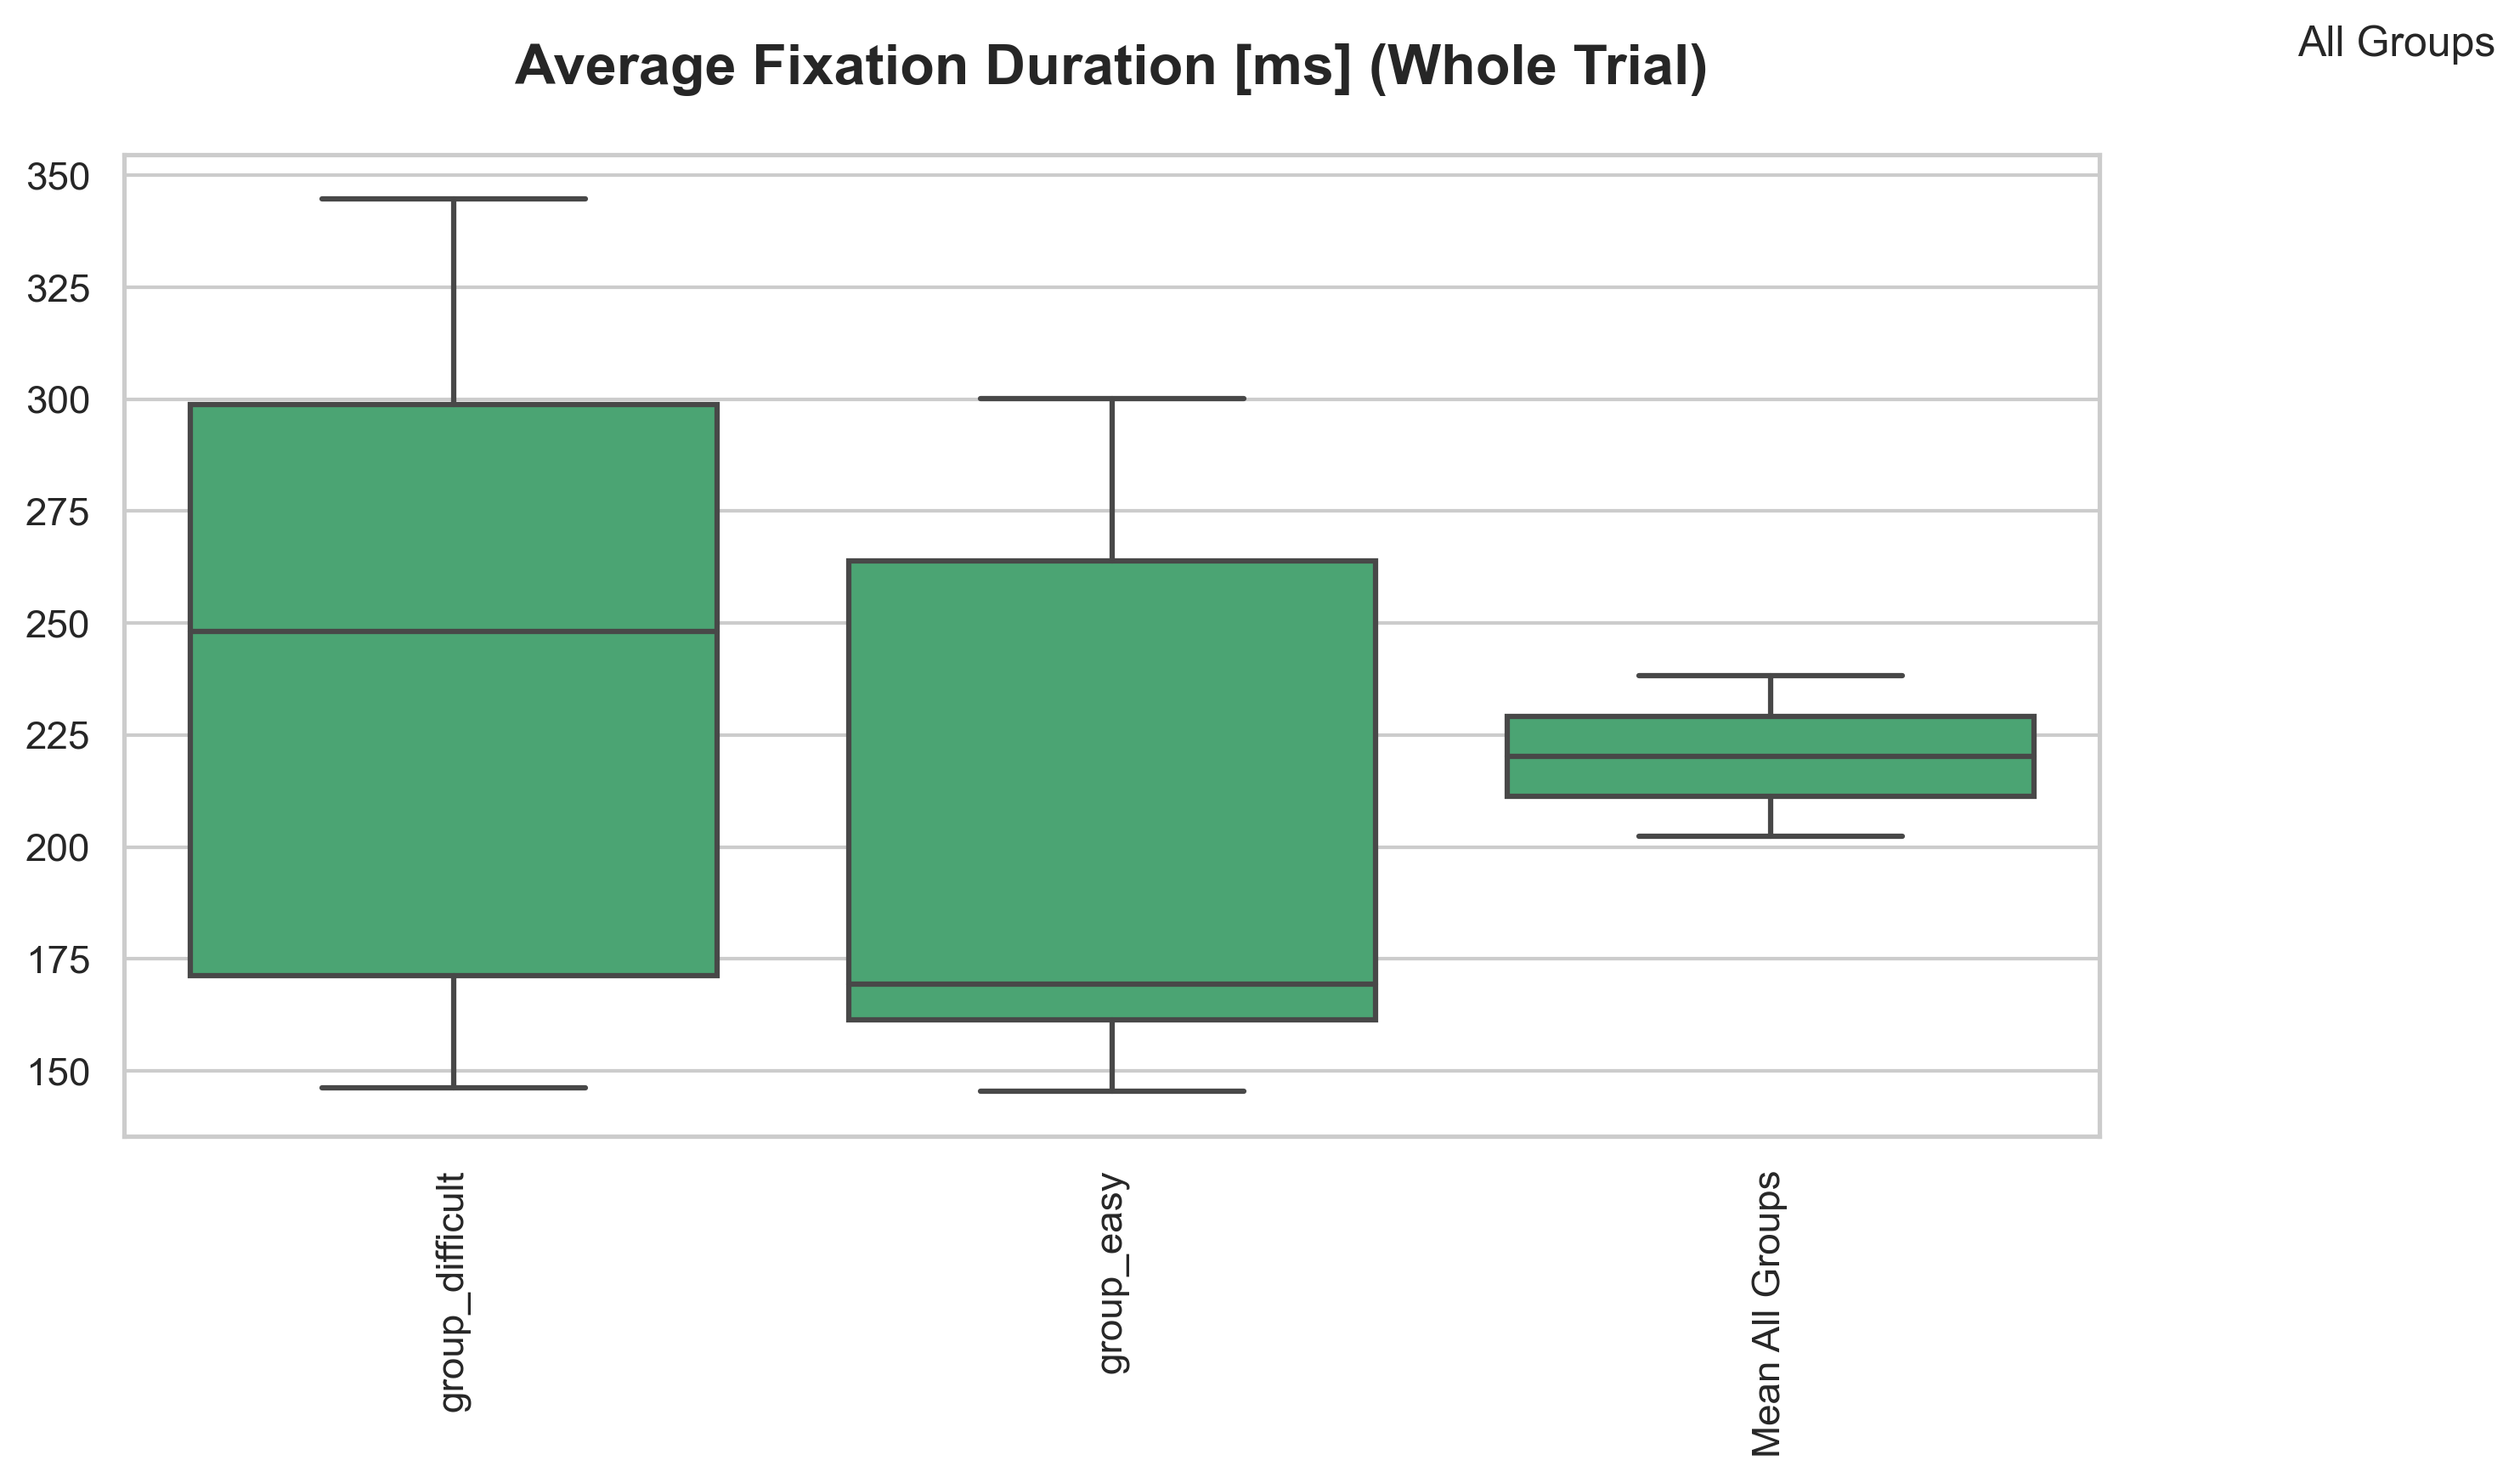 All Groups
Average Fixation Duration [ms] (Whole Trial)
350
325
300
275
250
225
200
175
150
group_difficult
group_easy
Mean All Groups